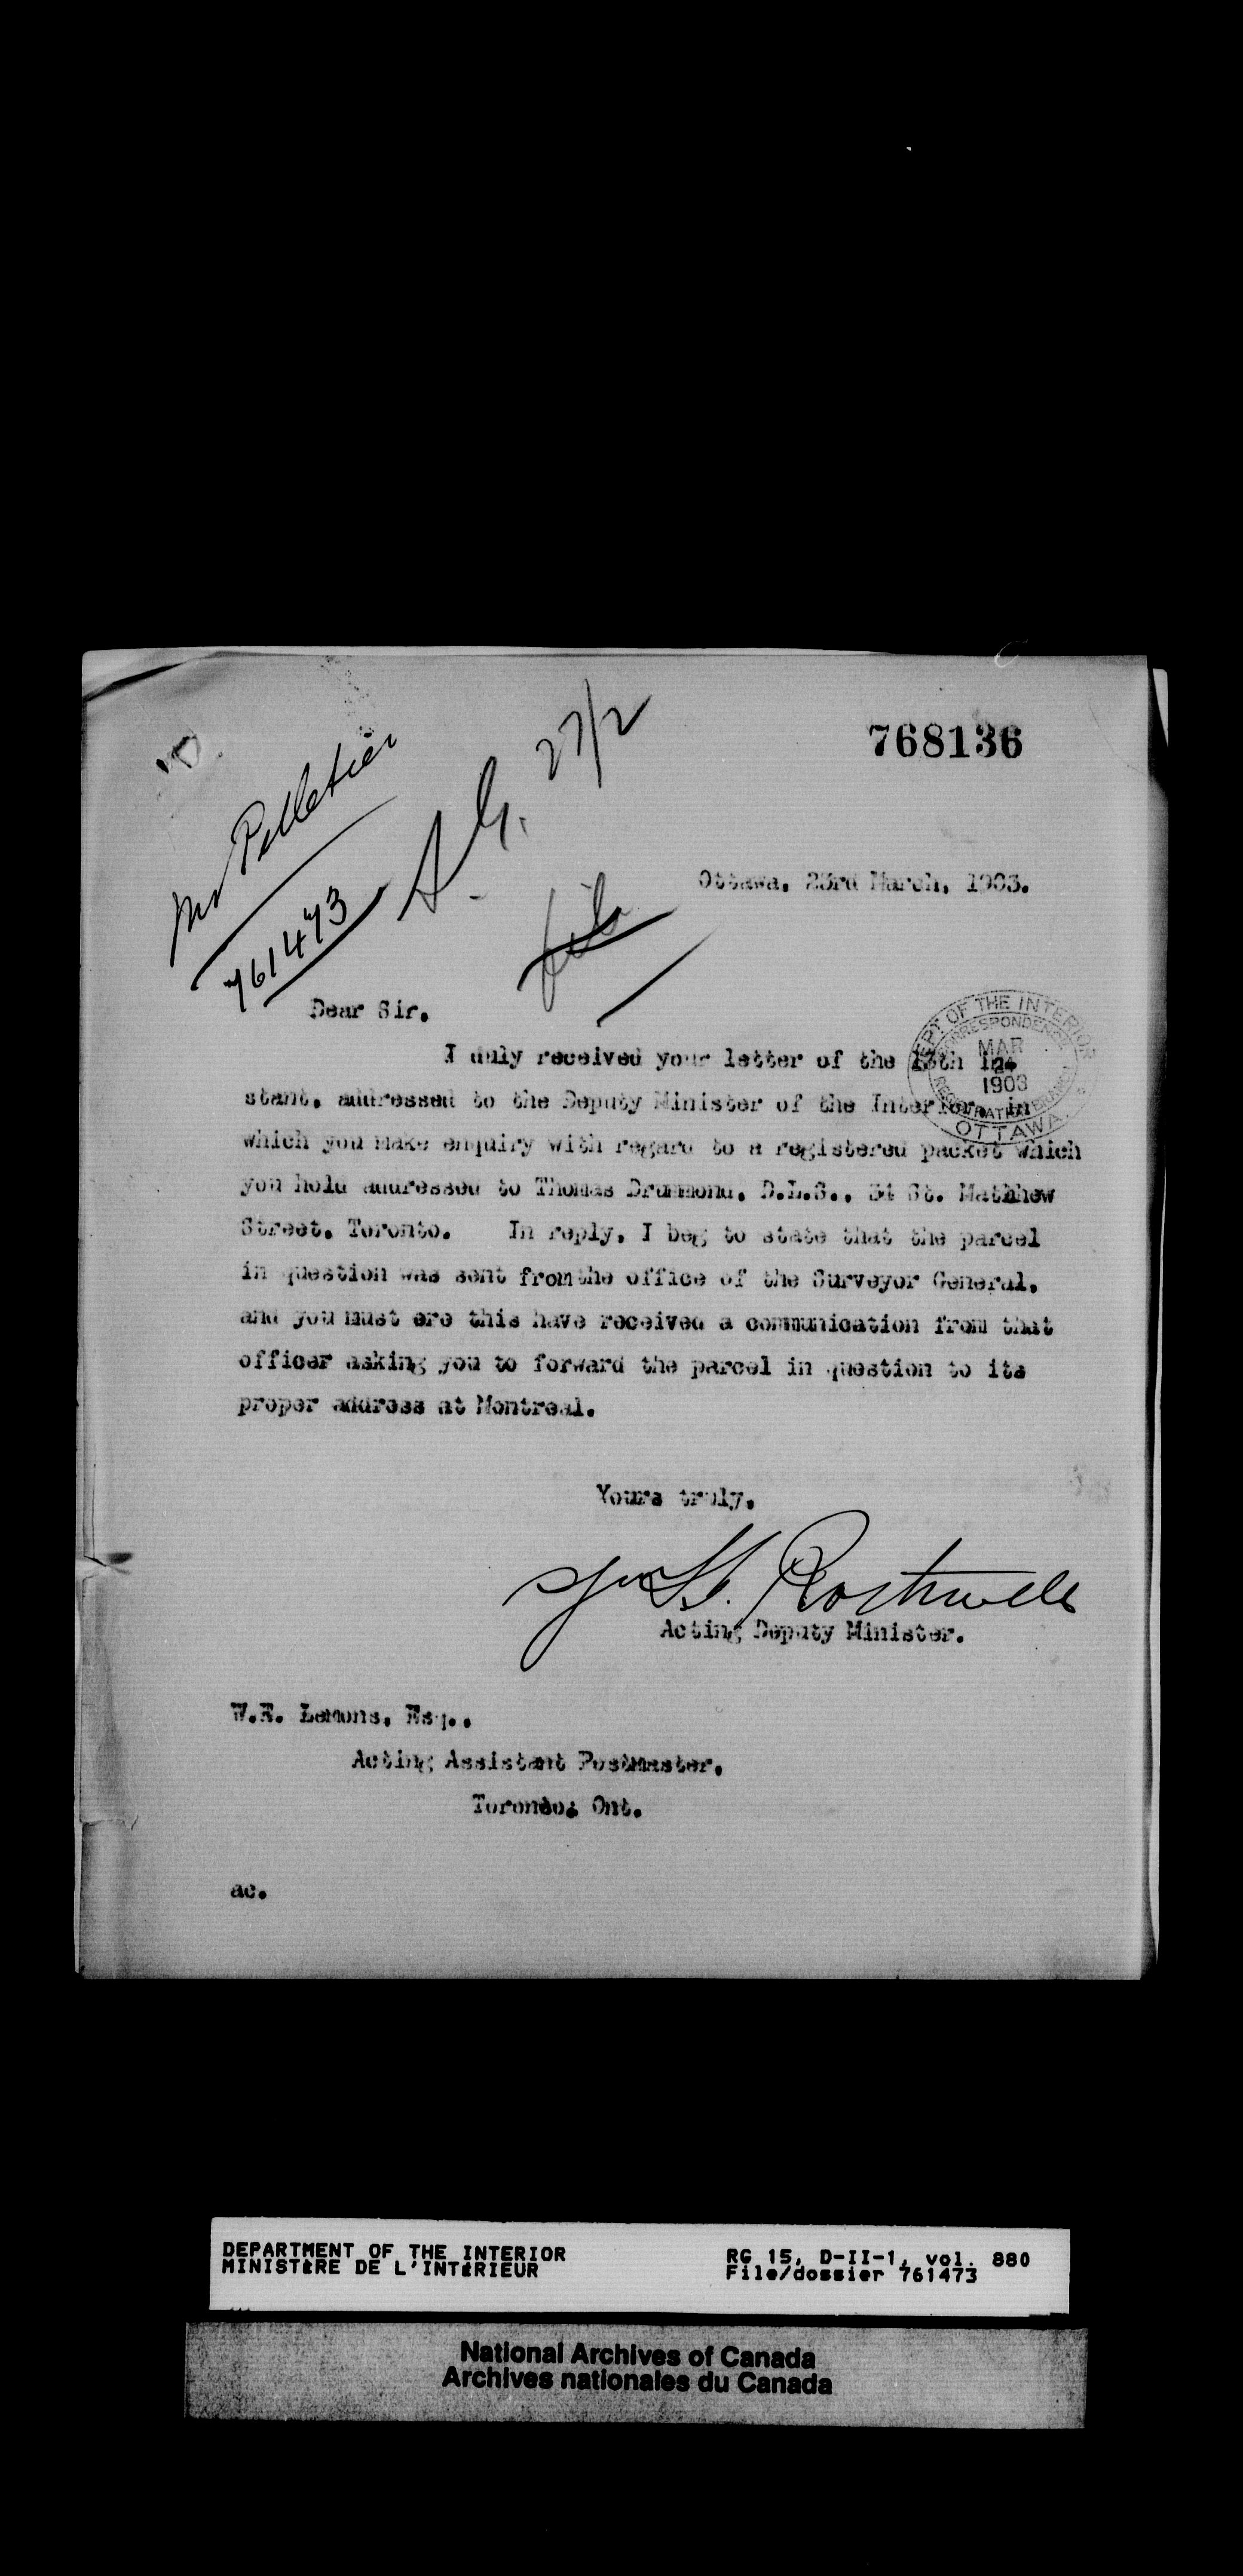 768136
Mr Pelletier
761473
S.G. 27/2
file
Ottawa, 23rd March, 1903.
Dear Sir,
DEPT OF THE INTERIOR
CORRESPONDENCE
MAR
24
1903
REGISTRATION BRANCH
OTTAWA
I duly received your letter of the 13th in-
stant, addressed to the Deputy Minister of the Interior, in
which you make enquiry with regard to a registered packet which
you hold addressed to Thomas Drummond, D.L.S., 34 St. Matthew
Street, Toronto. In reply, I beg to state that the parcel
in question was sent fromthe office of the Surveyor General,
and you must ere this have received a communication from that
officer asking you to forward the parcel in question to its
proper address at Montreal.
Yours truly,
Rothwell
Acting Deputy Minister.
W.E. Lemons, Esq.,
Acting Assistant Postmaster,
Toronto, Ont.
ac.
DEPARTMENT OF THE INTERIOR
MINISTÈRE DE L'INTÉRIEUR
RG 15, D-II-1, vol. 880
File/dossier 761473
National Archives of Canada
Archives nationales du Canada